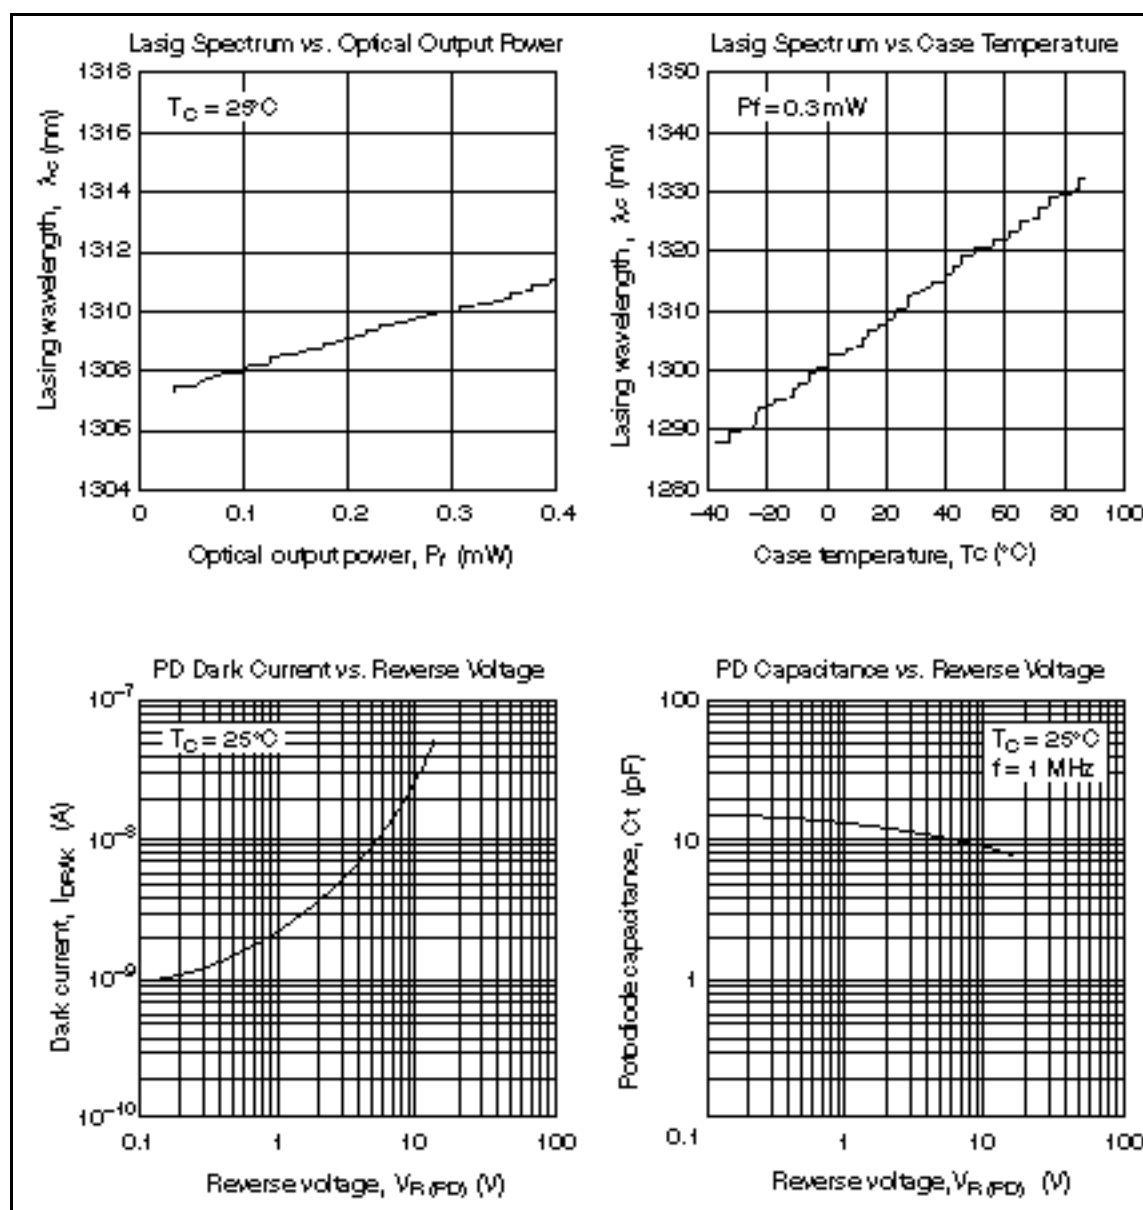 Lasig Spectrum vs. Optical Output Power
1318
1316
1314
1312
1310
1308
1306
1304
TC = 25°C
Lasing wavelength, λc (nm)
0 0.1 0.2 0.3 0.4
Optical output power, Pf (mW)
Lasig Spectrum vs. Case Temperature
1350
1340
1330
1320
1310
1300
1290
1280
Pf = 0.3 mW
Lasing wavelength, λc (nm)
–40 –20 0 20 40 60 80 100
Case temperature, TC (°C)
PD Dark Current vs. Reverse Voltage
10–7
10–8
10–9
10–10
TC = 25°C
Dark current, IDRAK (A)
0.1 1 10 100
Reverse voltage, VR (PD) (V)
PD Capacitance vs. Reverse Voltage
100
10
1
0.1
TC = 25°C
f = 1 MHz
Potodiode capacitance, Ct (pF)
1 10 100
Reverse voltage, VR (PD) (V)